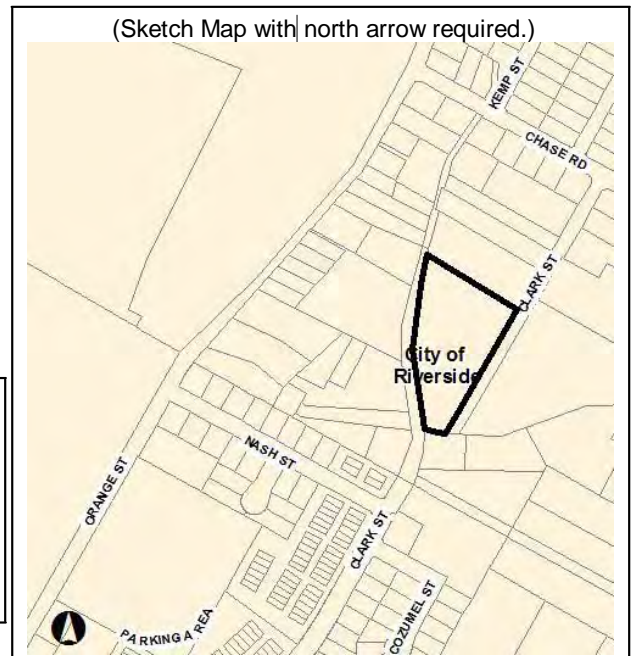 (Sketch Map with north arrow required.)
KEMP ST
CHASE RD
CLARK ST
City of
Riverside
NASH ST
ORANGE ST
CLARK ST
COZUMEL ST
PARKING AREA